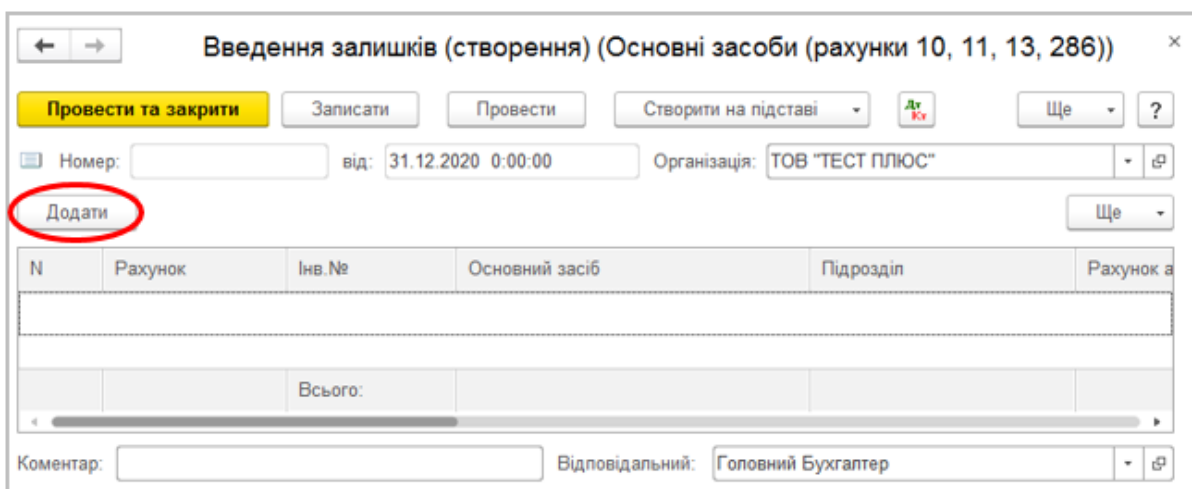 Введення залишків (створення) (Основні засоби (рахунки 10, 11, 13, 286))
Провести та закрити Записати Провести Створити на підставі Дт Кт Ще ?
Номер: від: 31.12.2020 0:00:00 Організація: ТОВ "ТЕСТ ПЛЮС"
Додати Ще
N Рахунок Інв.№ Основний засіб Підрозділ Рахунок а
Всього:
Коментар: Відповідальний: Головний Бухгалтер